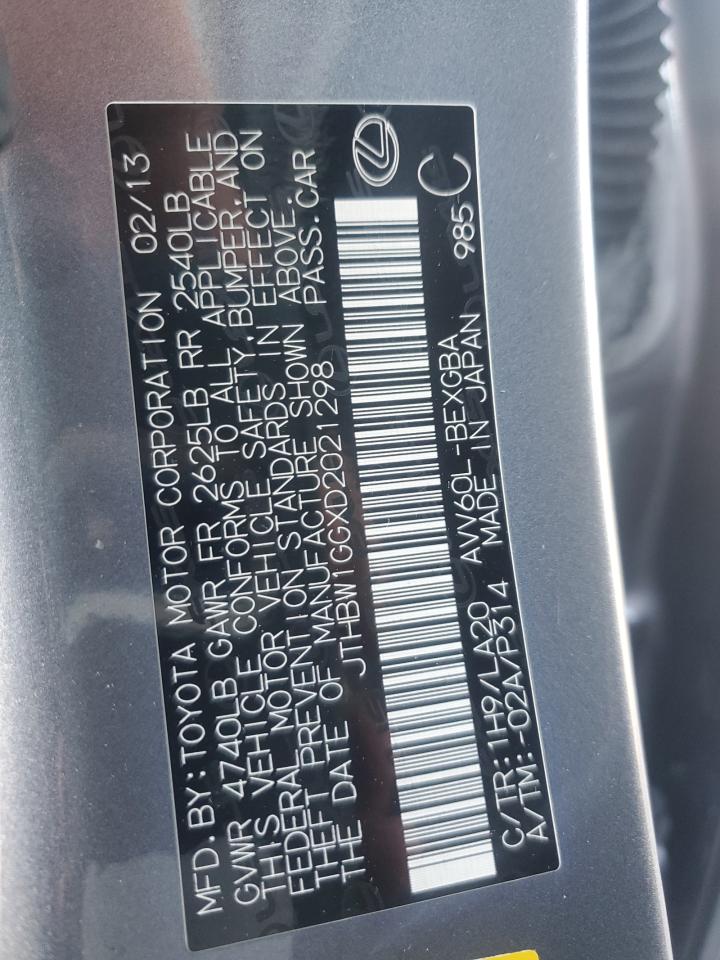 MFD.BY:TOYOTA MOTOR CORPORATION 02/13
GVWR 4740LB GAWR FR 2625LB RR 2540LB
THIS VEHICLE CONFORMS TO ALL APPLICABLE
FEDERAL MOTOR VEHICLE SAFETY,BUMPER,AND
THEFT PREVENTION STANDARDS IN EFFECT ON
THE DATE OF MANUFACTURE SHOWN ABOVE.
JTHBW1GGXD2021298 PASS.CAR
C/TR:1H9/LA20 AVV60L-BEXGBA 985 C
A/TM:-02A/P314 MADE IN JAPAN